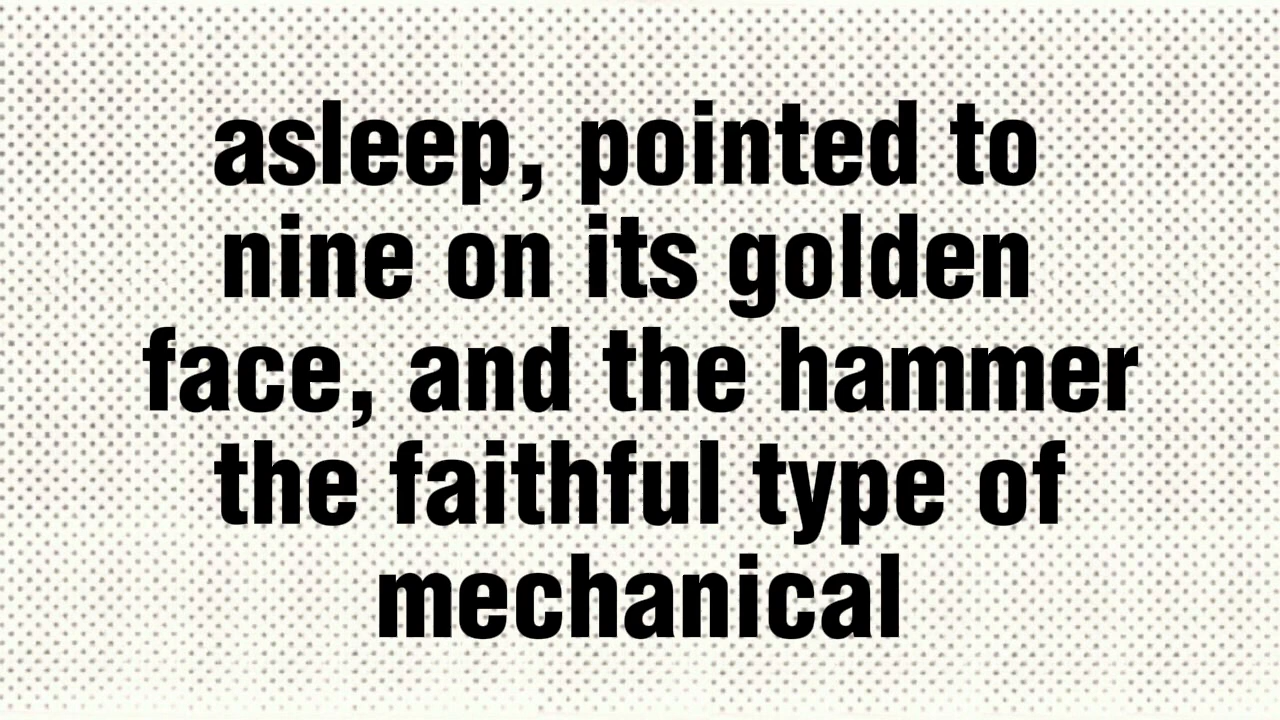 asleep, pointed to
nine on its golden
face, and the hammer
the faithful type of
mechanical